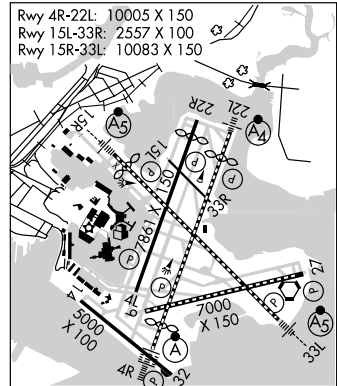 Rwy 4R-22L: 10005 X 150
Rwy 15L-33R: 2557 X 100
Rwy 15R-33L: 10083 X 150
A5
22R
22L
A4
15R
15L
P
P
P
33R
7861 X 150
P
P
27
P
14
4L
9
7000 X 150
P
A5
5000 X 100
A
33L
4R
32
P